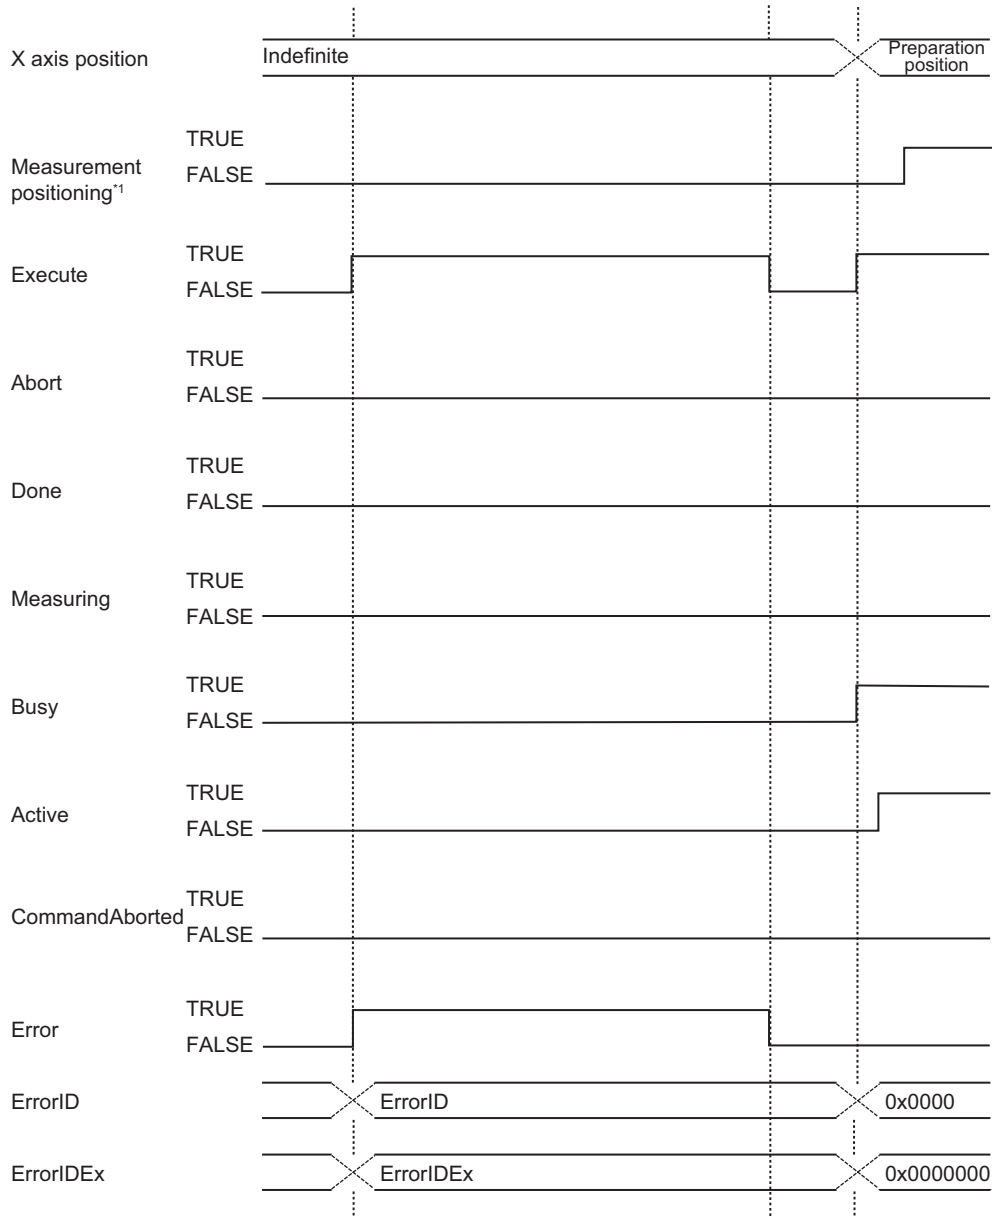 X axis position
Indefinite
Preparation
position
TRUE
Measurement
positioning*1
FALSE
TRUE
Execute
FALSE
TRUE
Abort
FALSE
TRUE
Done
FALSE
TRUE
Measuring
FALSE
TRUE
Busy
FALSE
TRUE
Active
FALSE
TRUE
CommandAborted
FALSE
TRUE
Error
FALSE
ErrorID
ErrorID
0x0000
ErrorIDEx
ErrorIDEx
0x0000000